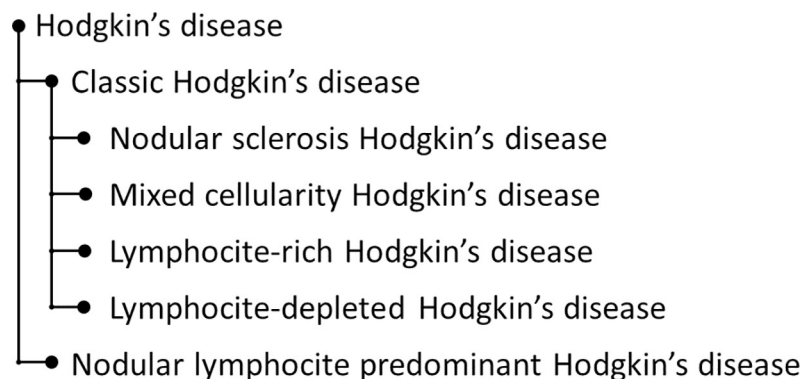 Hodgkin’s disease
Classic Hodgkin’s disease
Nodular sclerosis Hodgkin’s disease
Mixed cellularity Hodgkin’s disease
Lymphocite-rich Hodgkin’s disease
Lymphocite-depleted Hodgkin’s disease
Nodular lymphocite predominant Hodgkin’s disease